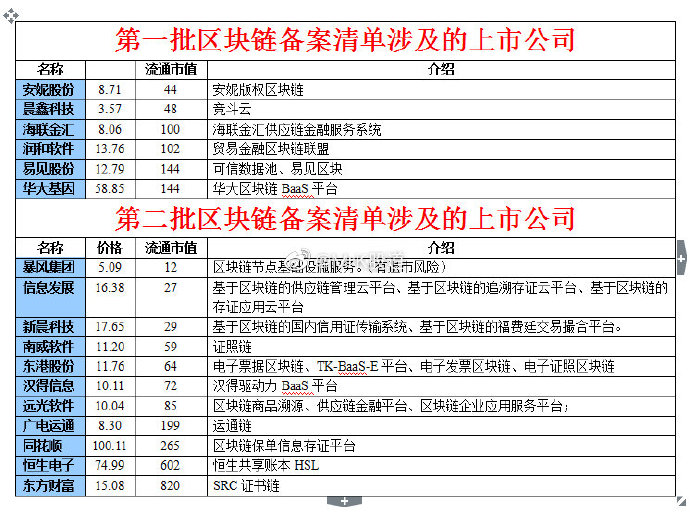 第一批区块链备案清单涉及的上市公司
名称 流通市值 介绍
安妮股份 8.71 44 安妮版权区块链
晨鑫科技 3.57 48 竞斗云
海联金汇 8.06 100 海联金汇供应链金融服务系统
润和软件 13.76 102 贸易金融区块链联盟
易见股份 12.79 144 可信数据池、易见区块
华大基因 58.85 144 华大区块链 BaaS 平台
第二批区块链备案清单涉及的上市公司
名称 价格 流通市值 介绍
暴风集团 5.09 12 区块链节点基础设施服务。（有退市风险）
信息发展 16.38 27 基于区块链的供应链管理云平台、基于区块链的追溯存证云平台、基于区块链的
存证应用云平台
新晨科技 17.65 29 基于区块链的国内信用证传输系统、基于区块链的福费廷交易撮合平台。
南威软件 11.20 59 证照链
东港股份 11.76 64 电子票据区块链、TK-BaaS-E 平台、电子发票区块链、电子证照区块链
汉得信息 10.11 72 汉得驱动力 BaaS 平台
远光软件 10.04 85 区块链商品溯源、供应链金融平台、区块链企业应用服务平台；
广电运通 8.30 199 运通链
同花顺 100.11 265 区块链保单信息存证平台
恒生电子 74.99 602 恒生共享账本 HSL
东方财富 15.08 820 SRC 证书链